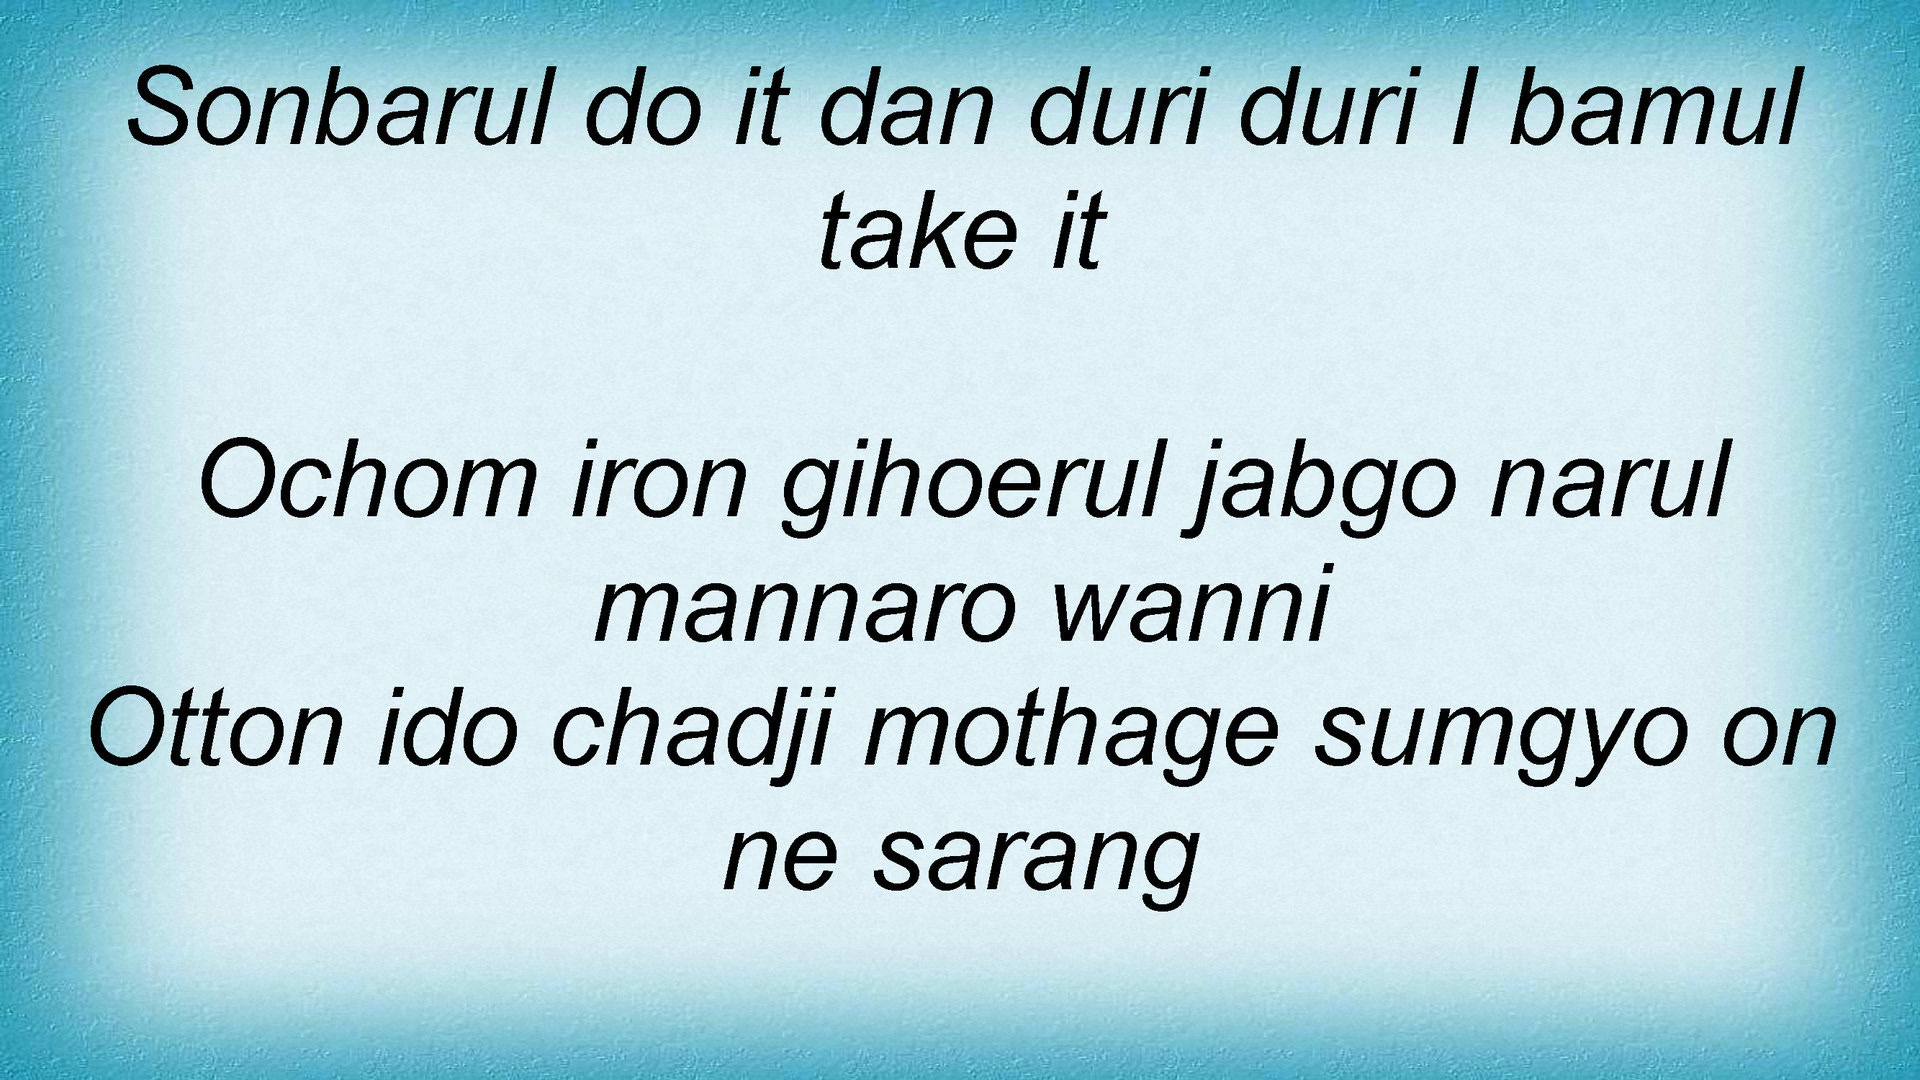 Sonbarul do it dan duri duri I bamul
take it
Ochom iron gihoerul jabgo narul
mannaro wanni
Otton ido chadji mothage sumgyo on
ne sarang